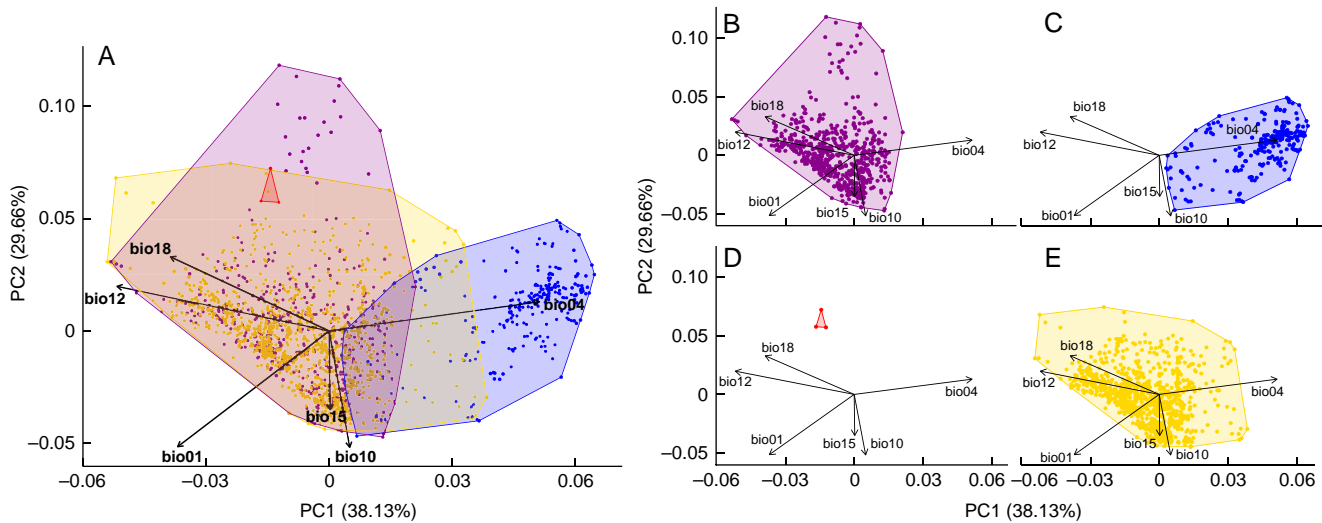 A
PC2 (29.66%)
0.10
0.05
0
–0.05
–0.06
–0.03
0
0.03
0.06
PC1 (38.13%)
bio18
bio12
bio04
bio15
bio01
bio10
B
PC2 (29.66%)
0.10
0.05
0
–0.05
bio18
bio12
bio04
bio01
bio15
bio10
C
bio18
bio12
bio04
bio15
bio01
bio10
D
0.10
0.05
0
–0.05
–0.06
–0.03
0
0.03
0.06
bio18
bio12
bio04
bio01
bio15
bio10
E
bio18
bio12
bio04
bio15
bio01
bio10
–0.06
–0.03
0
0.03
0.06
PC1 (38.13%)